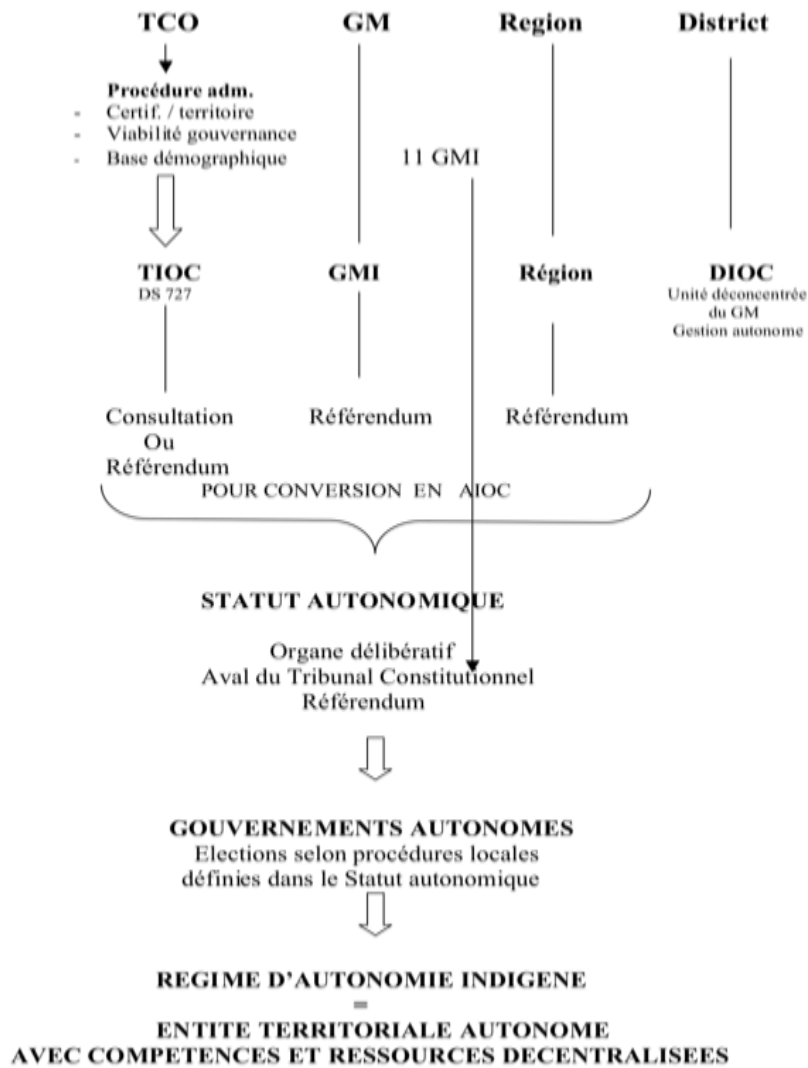 TCO GM Region District
Procédure adm.
- Certif. / territoire
- Viabilité gouvernance
- Base démographique
11 GMI
TIOC GMI Région DIOC
DS 727
Unité déconcentrée
du GM
Gestion autonome
Consultation Référendum Référendum
Ou
Référendum
POUR CONVERSION EN AIOC
STATUT AUTONOMIQUE
Organe délibératif
Aval du Tribunal Constitutionnel
Référendum
GOUVERNEMENTS AUTONOMES
Elections selon procédures locales
définies dans le Statut autonomique
REGIME D'AUTONOMIE INDIGENE
=
ENTITE TERRITORIALE AUTONOME
AVEC COMPETENCES ET RESSOURCES DECENTRALISEES